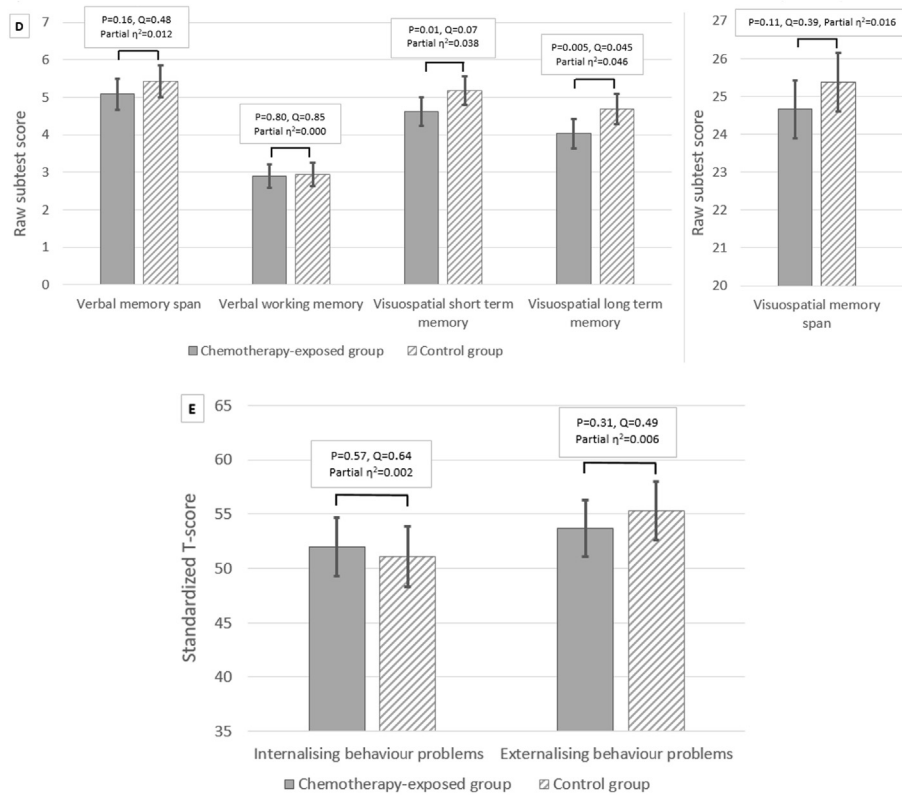 D
Raw subtest score
7
6
5
4
3
2
1
0
P=0.16, Q=0.48
Partial η²=0.012
P=0.80, Q=0.85
Partial η²=0.000
P=0.01, Q=0.07
Partial η²=0.038
P=0.005, Q=0.045
Partial η²=0.046
Verbal memory span
Verbal working memory
Visuospatial short term
memory
Visuospatial long term
memory
Chemotherapy-exposed group
Control group
Raw subtest score
27
26
25
24
23
22
21
20
P=0.11, Q=0.39, Partial η²=0.016
Visuospatial memory
span
E
Standardized T-score
65
60
55
50
45
40
35
P=0.57, Q=0.64
Partial η²=0.002
P=0.31, Q=0.49
Partial η²=0.006
Internalising behaviour problems
Externalising behaviour problems
Chemotherapy-exposed group
Control group